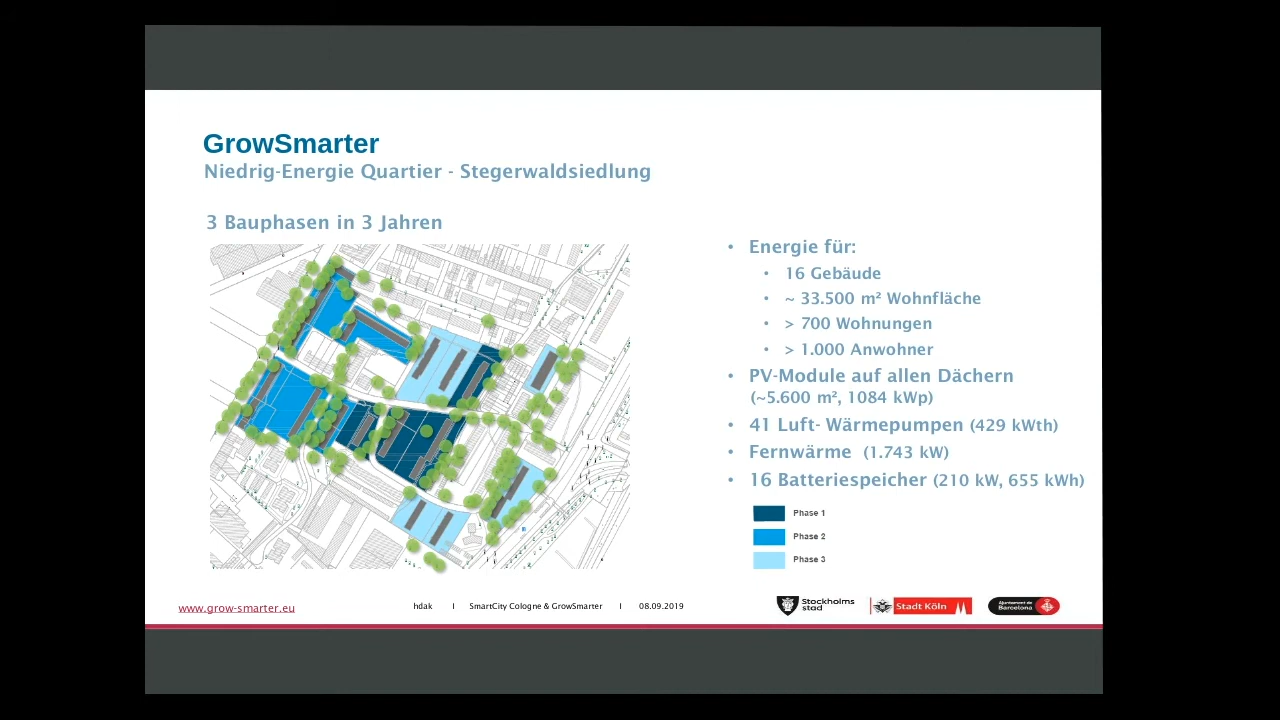 GrowSmarter
Niedrig-Energie Quartier - Stegerwaldsiedlung
3 Bauphasen in 3 Jahren
• Energie für:
• 16 Gebäude
• ~ 33.500 m² Wohnfläche
• > 700 Wohnungen
• > 1.000 Anwohner
• PV-Module auf allen Dächern
(~5.600 m², 1084 kWp)
• 41 Luft- Wärmepumpen (429 kWth)
• Fernwärme (1.743 kW)
• 16 Batteriespeicher (210 kW, 655 kWh)
Phase 1
Phase 2
Phase 3
www.grow-smarter.eu
hdak I SmartCity Cologne & GrowSmarter I 08.09.2019
Stockholms
stad
Stadt Köln
Ajuntament de
Barcelona